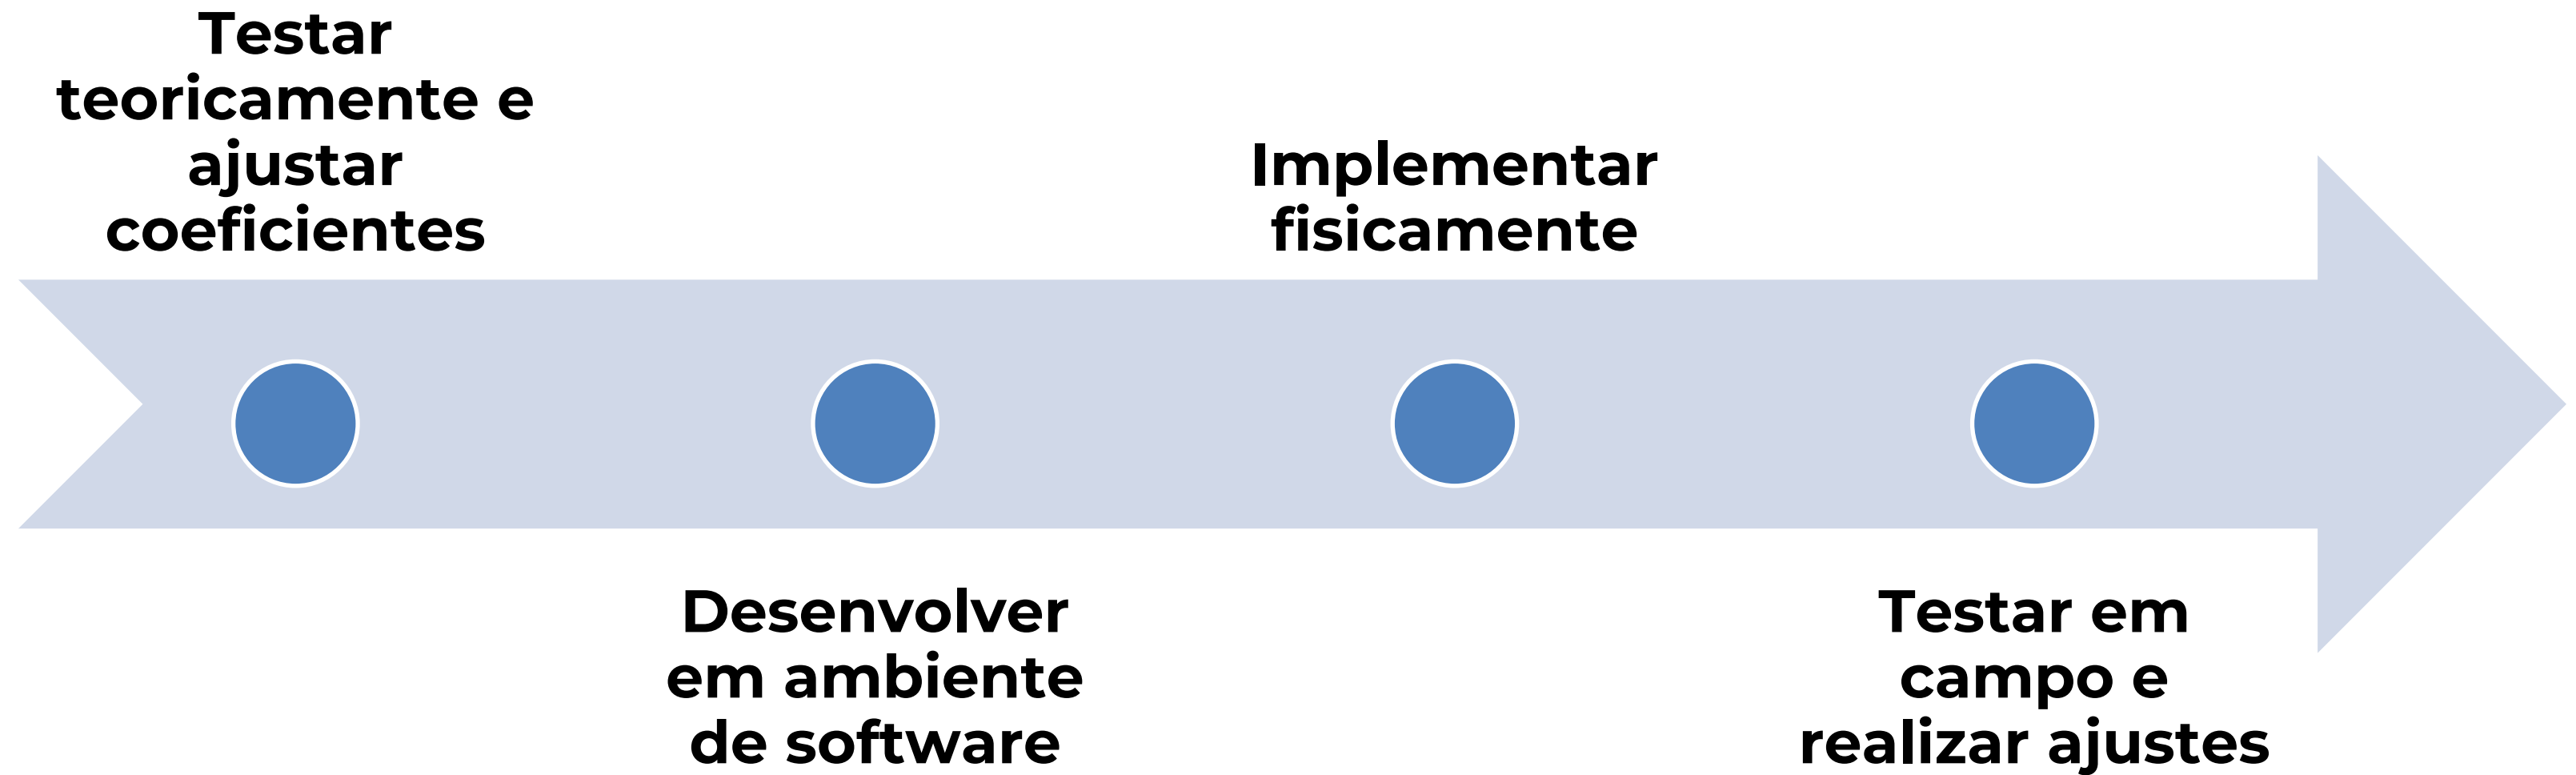 Testar
teoricamente e
ajustar
coeficientes
Desenvolver
em ambiente
de software
Implementar
fisicamente
Testar em
campo e
realizar ajustes